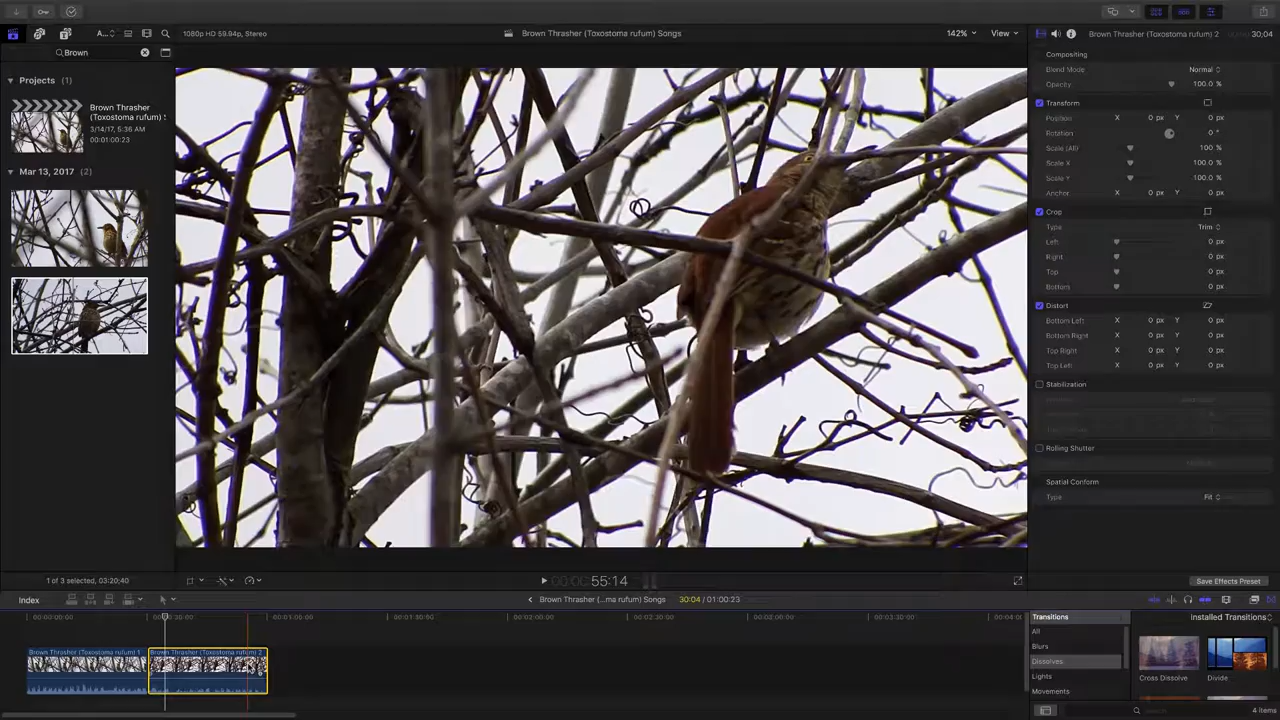 A...
1080p HD 59.94p, Stereo
Brown Thrasher (Toxostoma rufum) Songs
142%
View
Brown Thrasher (Toxostoma rufum) 2
30:04
Brown
Projects (1)
Brown Thrasher
(Toxostoma rufum) S
3/14/17, 5:36 AM
00:01:00:23
Mar 13, 2017 (2)
Compositing
Blend Mode
Normal
Opacity
100.0 %
Transform
Position
X
0 px
Y
0 px
Rotation
0 °
Scale (All)
100 %
Scale X
100.0 %
Scale Y
100.0 %
Anchor
X
0 px
Y
0 px
Crop
Type
Trim
Left
0 px
Right
0 px
Top
0 px
Bottom
0 px
Distort
Bottom Left
X
0 px
Y
0 px
Bottom Right
X
0 px
Y
0 px
Top Right
X
0 px
Y
0 px
Top Left
X
0 px
Y
0 px
Stabilization
Rolling Shutter
Spatial Conform
Type
Fit
1 of 3 selected, 03:20;40
55:14
Save Effects Preset
Index
Brown Thrasher (...ma rufum) Songs
30:04 / 01:00:23
00:00:00:00
00:01:05:00
00:01:30:00
00:02:00:00
00:02:30:00
00:03:00:00
00:03:30:00
Brown Thrasher (Toxostoma rufum) 1
Brown Thrasher (Toxostoma rufum) 2
Transitions
Installed Transitions
All
Blurs
Dissolves
Lights
Movements
Cross Dissolve
Divide
Search
4 items